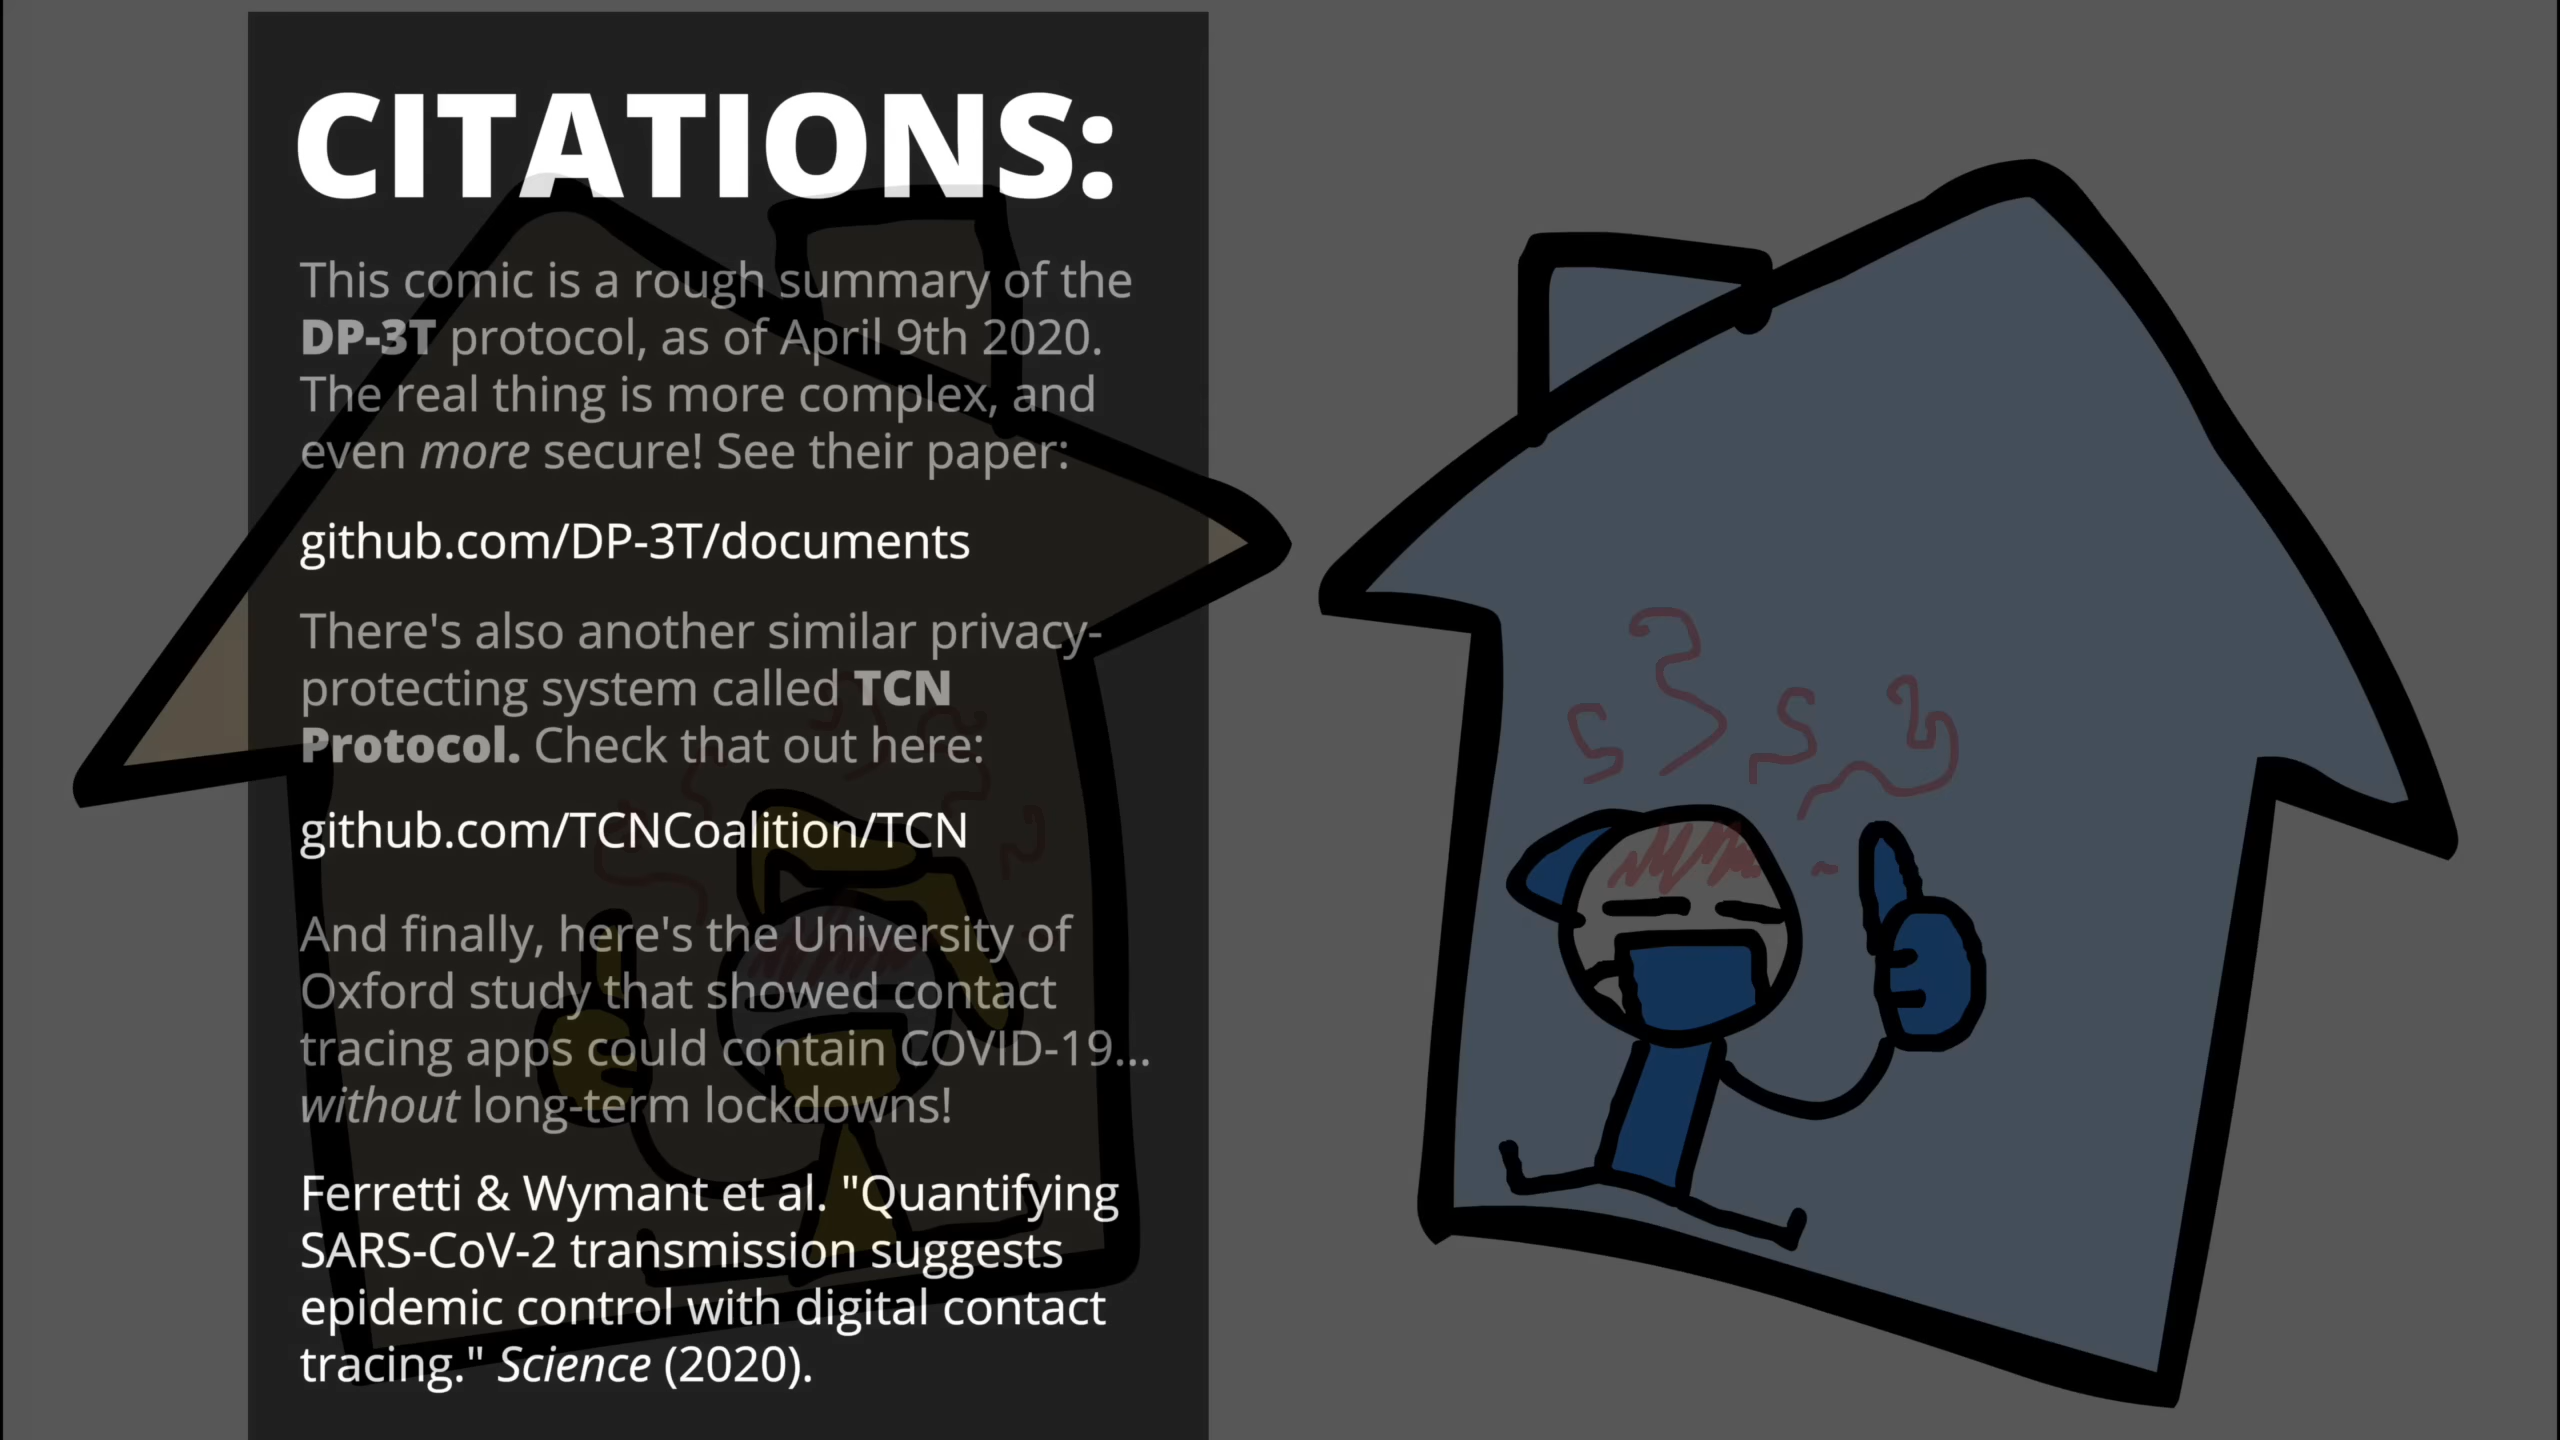 CITATIONS:
This comic is a rough summary of the
DP-3T protocol, as of April 9th 2020.
The real thing is more complex, and
even more secure! See their paper:
github.com/DP-3T/documents
There's also another similar privacy-
protecting system called TCN
Protocol. Check that out here:
github.com/TCNCoalition/TCN
And finally, here's the University of
Oxford study that showed contact
tracing apps could contain COVID-19...
without long-term lockdowns!
Ferretti & Wymant et al. "Quantifying
SARS-CoV-2 transmission suggests
epidemic control with digital contact
tracing." Science (2020).